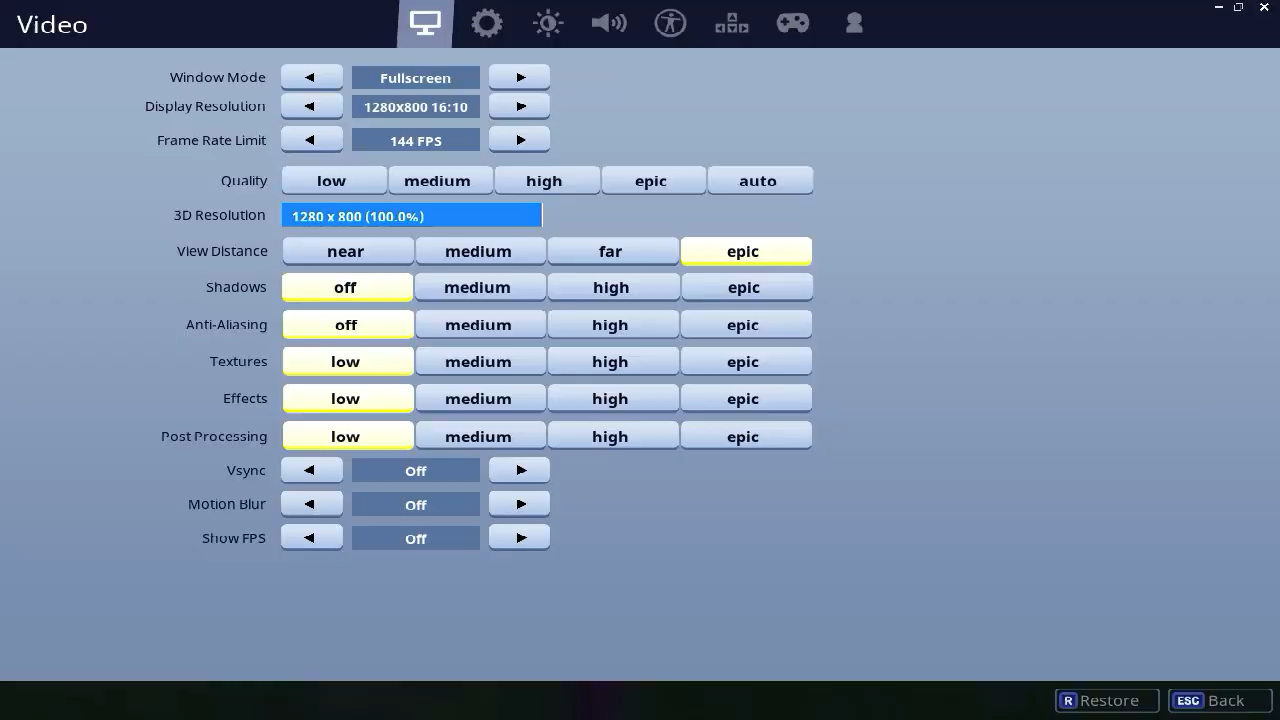 Video
Window Mode ◄ Fullscreen ►
Display Resolution ◄ 1280x800 16:10 ►
Frame Rate Limit ◄ 144 FPS ►
Quality low medium high epic auto
3D Resolution 1280 x 800 (100.0%)
View Distance near medium far epic
Shadows off medium high epic
Anti-Aliasing off medium high epic
Textures low medium high epic
Effects low medium high epic
Post Processing low medium high epic
Vsync ◄ Off ►
Motion Blur ◄ Off ►
Show FPS ◄ Off ►
R Restore ESC Back